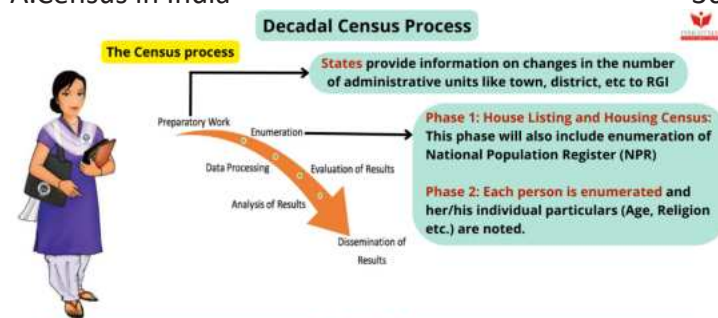 Decadal Census Process
The Census process
States provide information on changes in the number
of administrative units like town, district, etc to RGI
Preparatory Work
Enumeration
Data Processing
Evaluation of Results
Analysis of Results
Dissemination of
Results
Phase 1: House Listing and Housing Census:
This phase will also include enumeration of
National Population Register (NPR)
Phase 2: Each person is enumerated and
her/his individual particulars (Age, Religion
etc.) are noted.